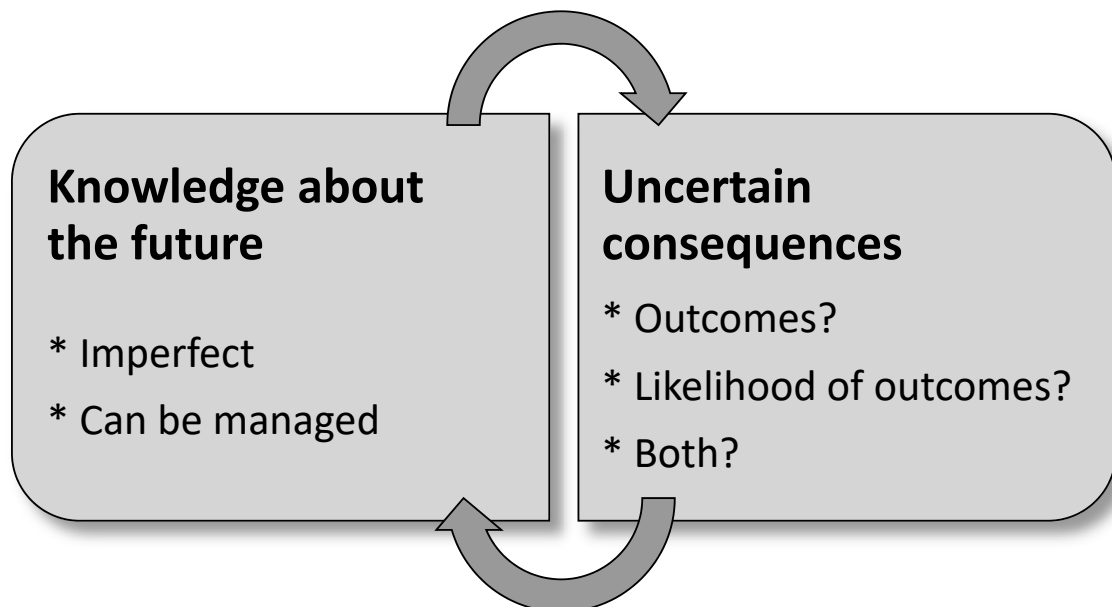 Knowledge about
the future
* Imperfect
* Can be managed
Uncertain
consequences
* Outcomes?
* Likelihood of outcomes?
* Both?